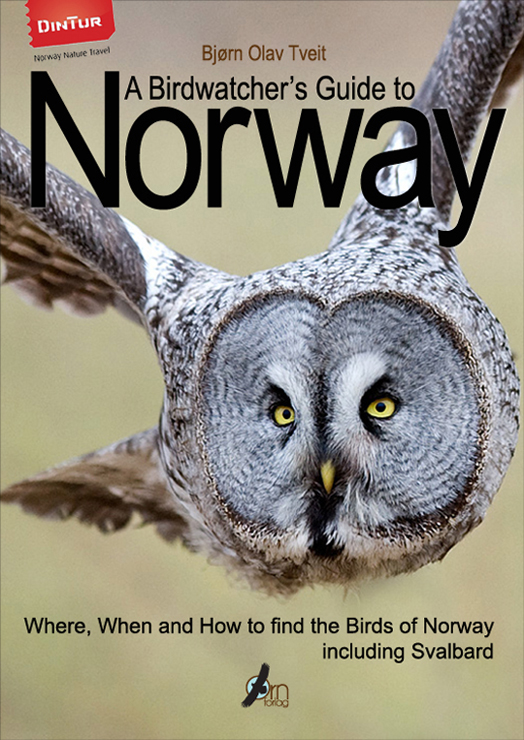 DINTUR
Norway Nature Travel
Bjørn Olav Tveit
A Birdwatcher's Guide to
Norway
Where, When and How to find the Birds of Norway
including Svalbard
Ørn
forlag